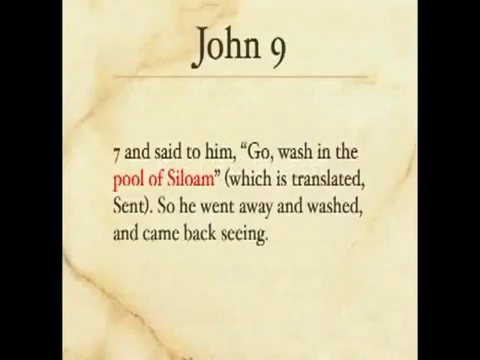 John 9
7 and said to him, “Go, wash in the
pool of Siloam” (which is translated,
Sent). So he went away and washed,
and came back seeing.